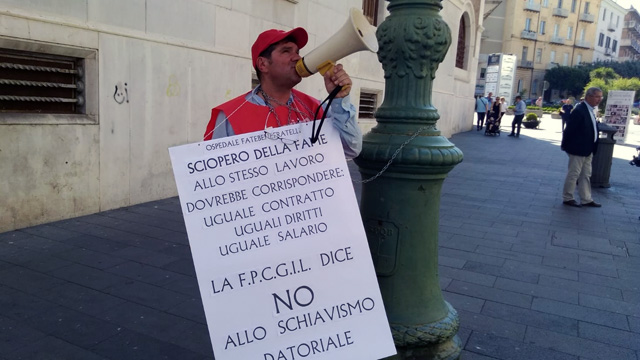 OSPEDALE FATEBENEFRATELLI
SCIOPERO DELLA FAME
ALLO STESSO LAVORO
DOVREBBE CORRISPONDERE:
UGUALE CONTRATTO
UGUALI DIRITTI
UGUALE SALARIO
LA F.P.C.G.I.L. DICE
NO
ALLO SCHIAVISMO
DATORIALE